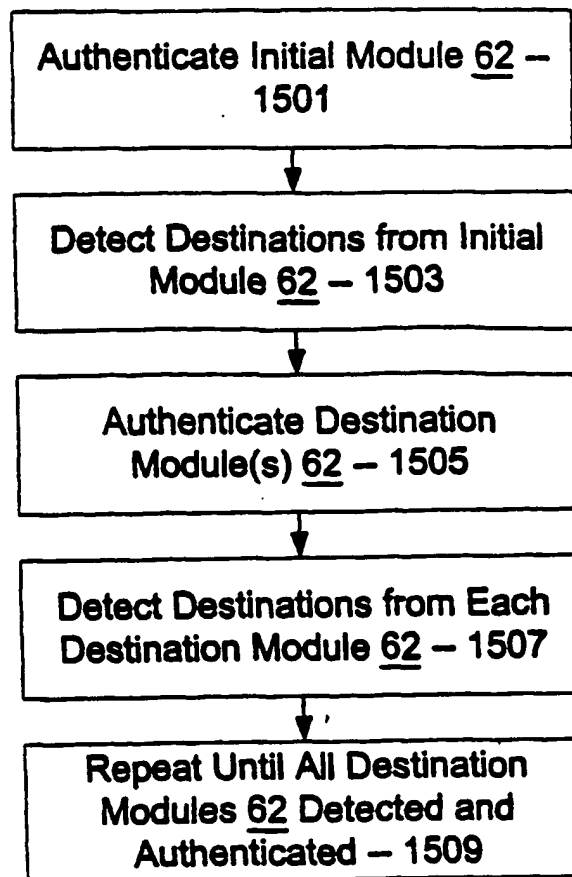 Authenticate Initial Module 62 –
1501
Detect Destinations from Initial
Module 62 – 1503
Authenticate Destination
Module(s) 62 – 1505
Detect Destinations from Each
Destination Module 62 – 1507
Repeat Until All Destination
Modules 62 Detected and
Authenticated – 1509